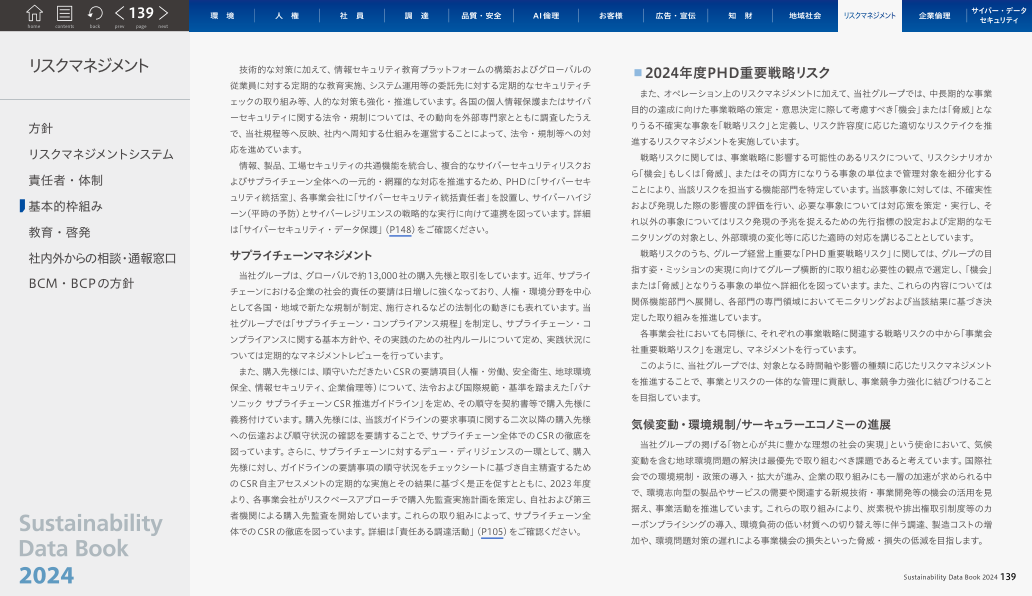 home contents back prev 139 page next
環 境 人 権 社 員 調 達 品質・安全 AI倫理 お客様 広告・宣伝 知 財 地域社会 リスクマネジメント 企業倫理 サイバー・データ
セキュリティ
リスクマネジメント
方針
リスクマネジメントシステム
責任者・体制
基本的枠組み
教育・啓発
社内外からの相談・通報窓口
BCM・BCPの方針
Sustainability
Data Book
2024
技術的な対策に加えて、情報セキュリティ教育プラットフォームの構築およびグローバルの
従業員に対する定期的な教育実施、システム運用等の委託先に対する定期的なセキュリティチ
ェックの取り組み等、人的な対策も強化・推進しています。各国の個人情報保護またはサイバ
ーセキュリティに関する法令・規制については、その動向を外部専門家とともに調査したうえ
で、当社規程等へ反映、社内へ周知する仕組みを運営することによって、法令・規制等への対
応を進めています。
情報、製品、工場セキュリティの共通機能を統合し、複合的なサイバーセキュリティリスクお
よびサプライチェーン全体への一元的・網羅的な対応を推進するため、PHDに「サイバーセキ
ュリティ統括室」、各事業会社に「サイバーセキュリティ統括責任者」を設置し、サイバーハイジ
ーン(平時の予防)とサイバーレジリエンスの戦略的な実行に向けて連携を図っています。詳細
は「サイバーセキュリティ・データ保護」(P148)をご確認ください。
サプライチェーンマネジメント
当社グループは、グローバルで約13,000社の購入先様と取引をしています。近年、サプライ
チェーンにおける企業の社会的責任の要請は日増しに強くなっており、人権・環境分野を中心
として各国・地域で新たな規制が制定、施行されるなどの法制化の動きにも表れています。当
社グループでは「サプライチェーン・コンプライアンス規程」を制定し、サプライチェーン・コ
ンプライアンスに関する基本方針や、その実践のための社内ルールについて定め、実践状況に
ついては定期的なマネジメントレビューを行っています。
また、購入先様には、順守いただきたいCSRの要請項目(人権・労働、安全衛生、地球環境
保全、情報セキュリティ、企業倫理等)について、法令および国際規範・基準を踏まえた「パナ
ソニック サプライチェーンCSR推進ガイドライン」を定め、その順守を契約書等で購入先様に
義務付けています。購入先様には、当該ガイドラインの要求事項に関する二次以降の購入先様
への伝達および順守状況の確認を要請することで、サプライチェーン全体でのCSRの徹底を
図っています。さらに、サプライチェーンに対するデュー・ディリジェンスの一環として、購入
先様に対し、ガイドラインの要請事項の順守状況をチェックシートに基づき自主精査するため
のCSR自主アセスメントの定期的な実施とその結果に基づく是正を促すとともに、2023年度
より、各事業会社がリスクベースアプローチで購入先監査実施計画を策定し、自社および第三
者機関による購入先監査を開始しています。これらの取り組みによって、サプライチェーン全
体でのCSRの徹底を図っています。詳細は「責任ある調達活動」(P105)をご確認ください。
2024年度PHD重要戦略リスク
また、オペレーション上のリスクマネジメントに加えて、当社グループでは、中長期的な事業
目的の達成に向けた事業戦略の策定・意思決定に際して考慮すべき「機会」または「脅威」とな
りうる不確実な事象を「戦略リスク」と定義し、リスク許容度に応じた適切なリスクテイクを推
進するリスクマネジメントを実施しています。
戦略リスクに関しては、事業戦略に影響する可能性のあるリスクについて、リスクシナリオか
ら「機会」もしくは「脅威」、またはその両方になりうる事象の単位まで管理対象を細分化する
ことにより、当該リスクを担当する機能部門を特定しています。当該事象に対しては、不確実性
および発現した際の影響度の評価を行い、必要な事象については対応策を策定・実行し、そ
れ以外の事象についてはリスク発現の予兆を捉えるための先行指標の設定および定期的なモ
ニタリングの対象とし、外部環境の変化等に応じた適時の対応を講じることとしています。
戦略リスクのうち、グループ経営上重要な「PHD重要戦略リスク」に関しては、グループの目
指す姿・ミッションの実現に向けてグループ横断的に取り組む必要性の観点で選定し、「機会」
または「脅威」となりうる事象の単位へ詳細化を図っています。また、これらの内容については
関係機能部門へ展開し、各部門の専門領域においてモニタリングおよび当該結果に基づき決
定した取り組みを推進しています。
各事業会社においても同様に、それぞれの事業戦略に関連する戦略リスクの中から「事業会
社重要戦略リスク」を選定し、マネジメントを行っています。
このように、当社グループでは、対象となる時間軸や影響の種類に応じたリスクマネジメント
を推進することで、事業とリスクの一体的な管理に貢献し、事業競争力強化に結びつけること
を目指しています。
気候変動・環境規制/サーキュラーエコノミーの進展
当社グループの掲げる「物と心が共に豊かな理想の社会の実現」という使命において、気候
変動を含む地球環境問題の解決は最優先で取り組むべき課題であると考えています。国際社
会での環境規制・政策の導入・拡大が進み、企業の取り組みにも一層の加速が求められる中
で、環境志向型の製品やサービスの需要や関連する新規技術・事業開発等の機会の活用を見
据え、事業活動を推進しています。これらの取り組みにより、炭素税や排出権取引制度等のカ
ーボンプライシングの導入、環境負荷の低い材質への切り替え等に伴う調達、製造コストの増
加や、環境問題対策の遅れによる事業機会の損失といった脅威・損失の低減を目指します。
Sustainability Data Book 2024 139